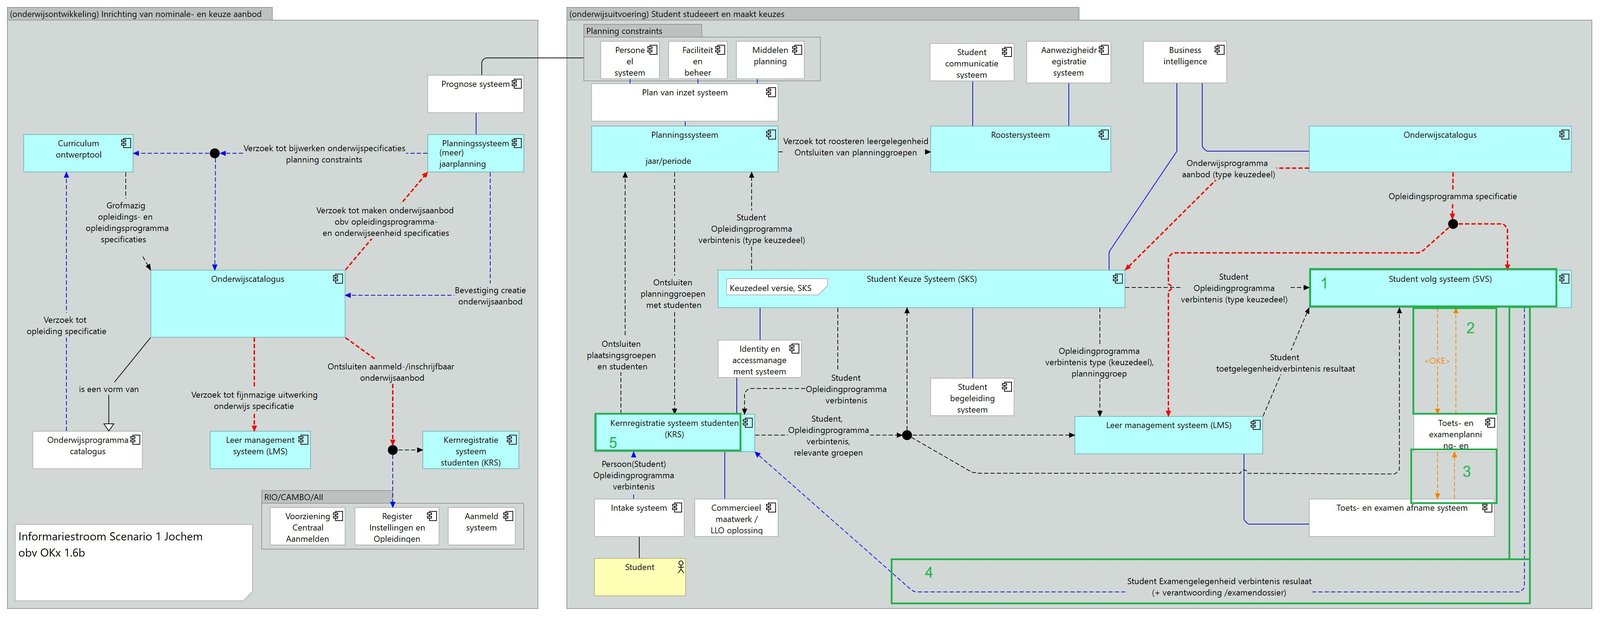 (onderwijsontwikkeling) Inrichting van nominale- en keuze aanbod
Prognose systeem
Curriculum
ontwerptool
Verzoek tot bijwerken onderwijspecificaties
planning constraints
Planningssysteem
(meer)
jaarplanning
Grofmazig
opleidings- en
opleidingsprogramma
specificaties
Verzoek tot maken onderwijsaanbod
obv opleidingsprogramma-
en onderwijseenheid specificaties
Onderwijscatalogus
Bevestiging creatie
onderwijsaanbod
Verzoek tot
opleiding specificatie
Ontsluiten aanmeld-/inschrijfbaar
onderwijsaanbod
is een vorm van
Verzoek tot fijnmazige uitwerking
onderwijs specificatie
Onderwijsprogramma
catalogus
Leer management
systeem (LMS)
Kernregistratie
systeem
studenten (KRS)
RIO/CAMBO/All
Voorziening
Centraal
Aanmelden
Register
Instellingen en
Opleidingen
Aanmeld
systeem
Informariestroom Scenario 1 Jochem
obv OKx 1.6b
(onderwijsuitvoering) Student studeeert en maakt keuzes
Planning constraints
Persone
el
systeem
Faciliteit
en
beheer
Middelen
planning
Plan van inzet systeem
Student
communicatie
systeem
Aanwezigheidr
egistratie
systeem
Business
intelligence
Planningssysteem
jaar/periode
Verzoek tot roosteren leergelegenheid
Ontsluiten van planninggroepen
Roostersysteem
Onderwijscatalogus
Onderwijsprogramma
aanbod (type keuzedeel)
Opleidingsprogramma specificatie
Student
Opleidingprogramma
verbintenis (type keuzedeel)
Ontsluiten
planninggroepen
met studenten
Student Keuze Systeem (SKS)
Keuzedeel versie, SKS
Student
Opleidingprogramma
verbintenis (type keuzedeel)
Student volg systeem (SVS)
1
2
<OKE>
Ontsluiten
plaatsingsgroepen
en studenten
Identity en
accessmanage
ment systeem
Opleidingprogramma
verbintenis type (keuzedeel),
planninggroep
Student
toetgelegenheidverbintenis resultaat
Student
Opleidingprogramma
verbintenis
Student
begeleiding
systeem
Kernregistratie systeem studenten
(KRS)
5
Student,
Opleidingprogramma
verbintenis,
relevante groepen
Leer management systeem (LMS)
Toets- en
examenplanni
ng- en
3
Persoon(Student)
Opleidingprogramma
verbintenis
Intake systeem
Commercieel
maatwerk /
LLO oplossing
Toets- en examen afname systeem
Student
4
Student Examengelegenheid verbintenis resulaat
(+ verantwoording /examendossier)